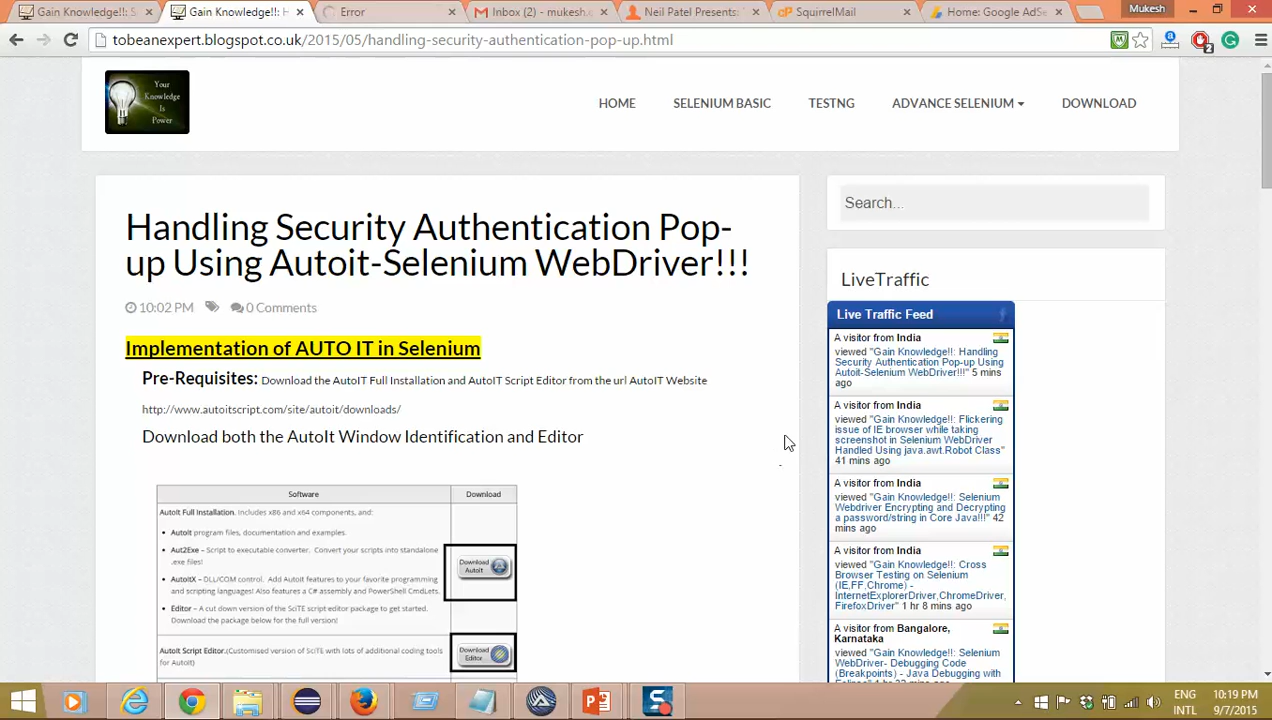 Gain Knowledge!!: S
Gain Knowledge!!: H
Error
Inbox (2) - mukesh.o
Neil Patel Presents:
SquirrelMail
Home: Google AdSe
Mukesh
tobeanexpert.blogspot.co.uk/2015/05/handling-security-authentication-pop-up.html
2
Your
Knowledge
Is
Power
HOME
SELENIUM BASIC
TESTNG
ADVANCE SELENIUM
DOWNLOAD
Handling Security Authentication Pop-
up Using Autoit-Selenium WebDriver!!!
10:02 PM
0 Comments
Implementation of AUTO IT in Selenium
Pre-Requisites: Download the AutoIT Full Installation and AutoIT Script Editor from the url AutoIT Website
http://www.autoitscript.com/site/autoit/downloads/
Download both the AutoIt Window Identification and Editor
Software
Download
AutoIt Full Installation. Includes x86 and x64 components, and:
AutoIt program files, documentation and examples.
Aut2Exe – Script to executable converter. Convert your scripts into standalone
.exe files!
AutoitX – DLL/COM control. Add AutoIt features to your favorite programming
and scripting languages! Also features a C# assembly and PowerShell CmdLets.
Editor – A cut down version of the SciTE script editor package to get started.
Download the package below for the full version!
Download
AutoIt
AutoIt Script Editor.(Customised version of SciTE with lots of additional coding tools
for AutoIt)
Download
Editor
Search...
LiveTraffic
Live Traffic Feed
A visitor from India
viewed "Gain Knowledge!!: Handling
Security Authentication Pop-up Using
Autoit-Selenium WebDriver!!!" 5 mins
ago
A visitor from India
viewed "Gain Knowledge!!: Flickering
issue of IE browser while taking
screenshot in Selenium WebDriver
Handled Using java.awt.Robot Class"
41 mins ago
A visitor from India
viewed "Gain Knowledge!!: Selenium
Webdriver Encrypting and Decrypting
a password/string in Core Java!!!" 42
mins ago
A visitor from India
viewed "Gain Knowledge!!: Cross
Browser Testing on Selenium
(IE,FF,Chrome) -
InternetExplorerDriver,ChromeDriver,
FirefoxDriver" 1 hr 8 mins ago
A visitor from Bangalore,
Karnataka
viewed "Gain Knowledge!!: Selenium
WebDriver- Debugging Code
(Breakpoints) - Java Debugging with
ENG
INTL
10:19 PM
9/7/2015